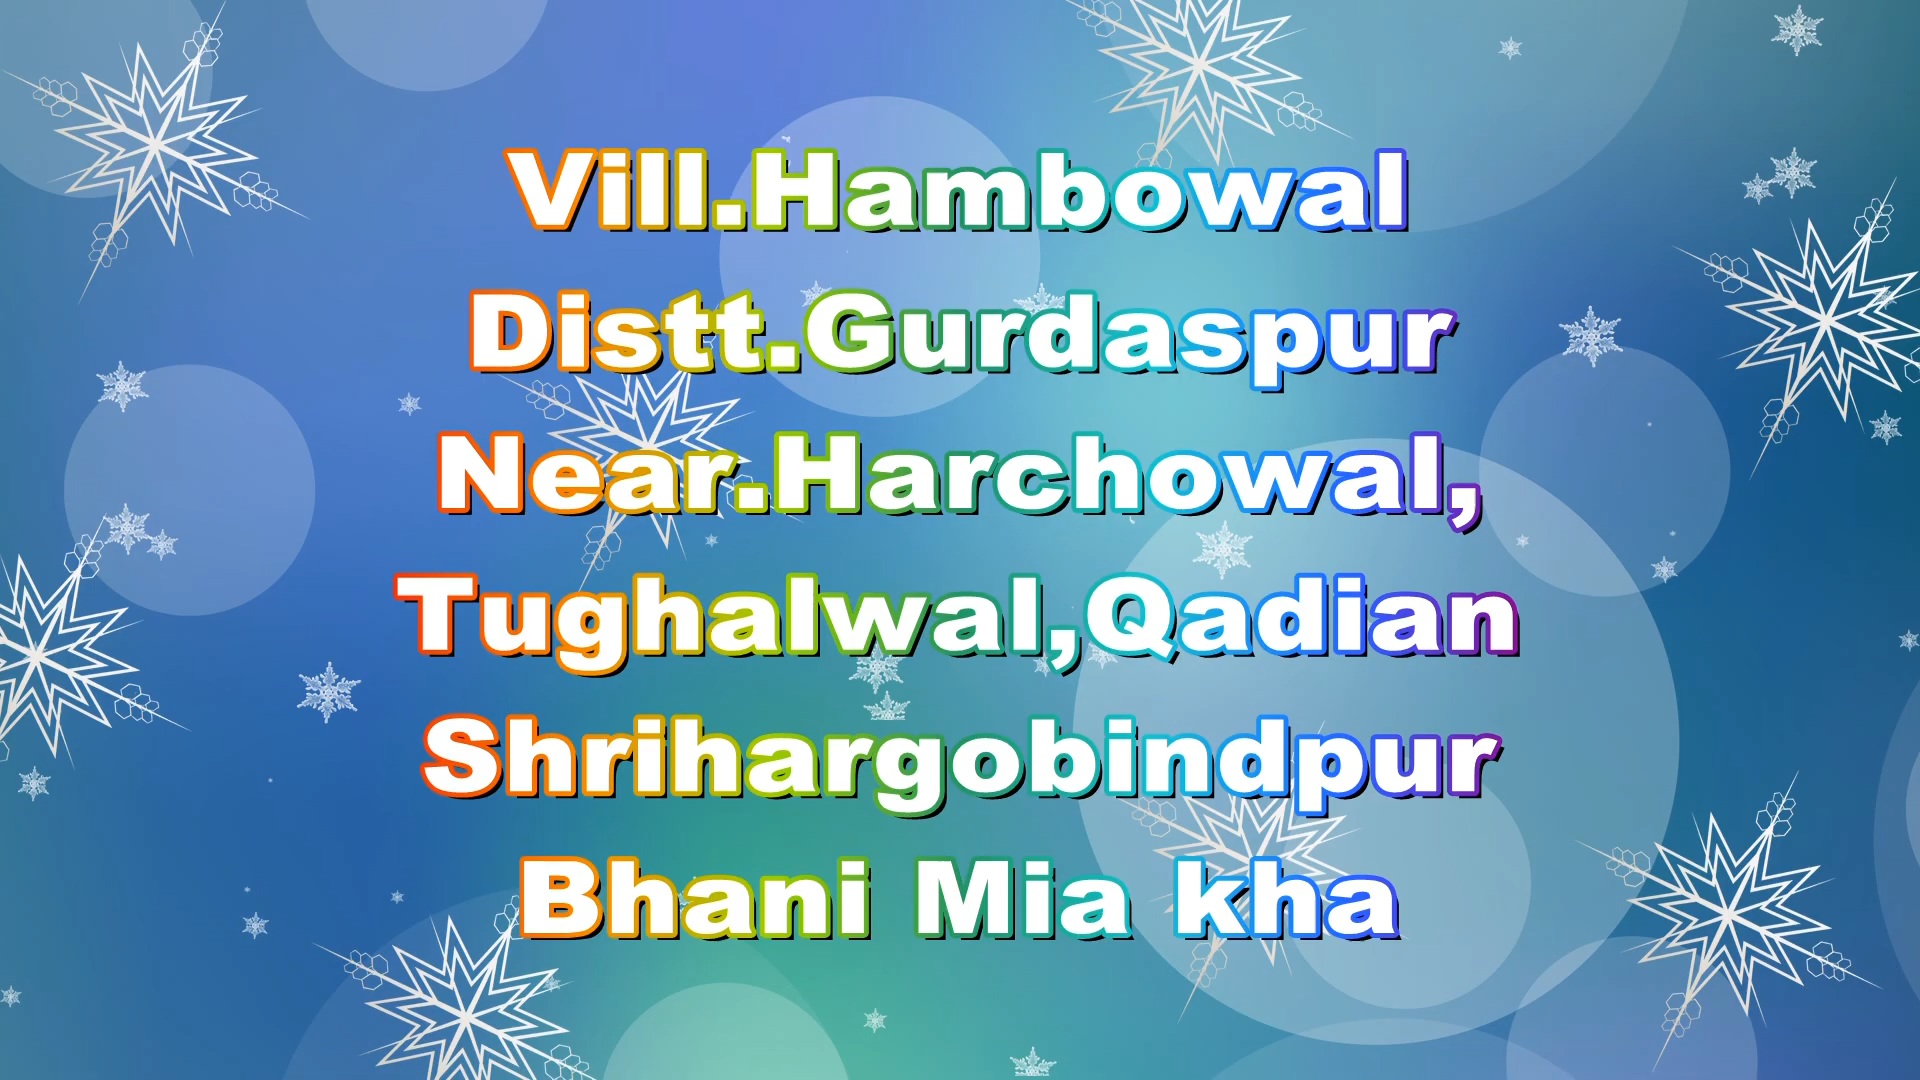 Vill.Hambowal
Distt.Gurdaspur
Near.Harchowal,
Tughalwal,Qadian
Shrihargobindpur
Bhani Mia kha